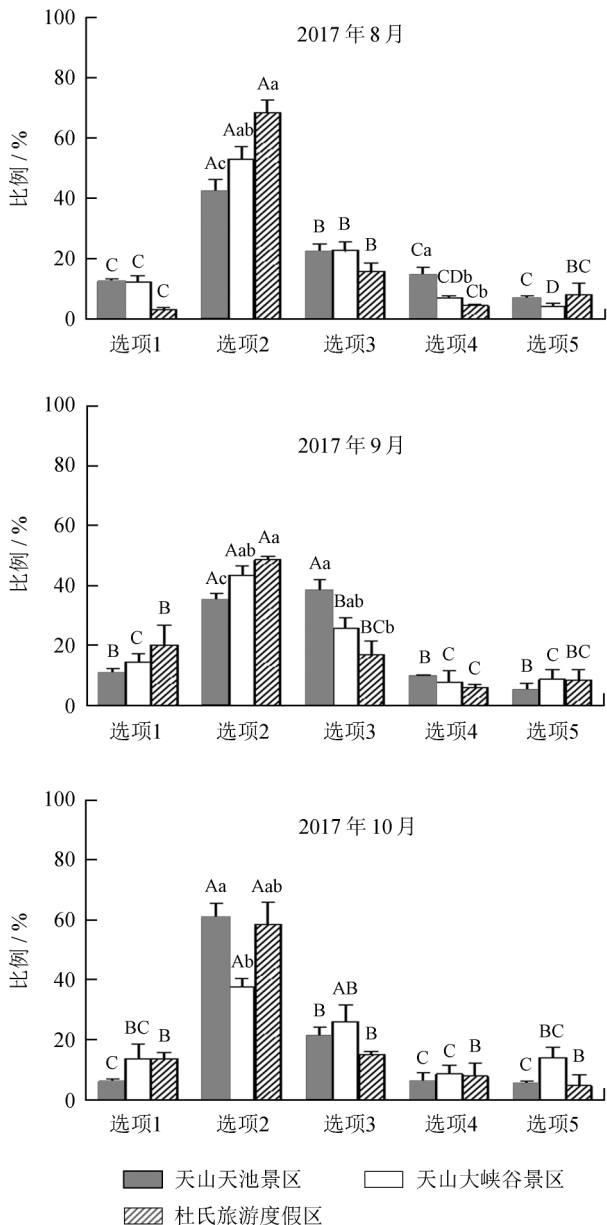 100
2017 年 8 月
80
Aa
Aab
60
Ac
比例 / %
40
B B B
Ca
20
C C C
CDb Cb
C D BC
0
选项1 选项2 选项3 选项4 选项5
100
2017 年 9 月
80
60
Aa
Aab
Aa
Ac
比例 / %
40
Bab
B C B
BCb
20
B C C
B C BC
0
选项1 选项2 选项3 选项4 选项5
100
2017 年 10 月
80
Aa Aab
60
比例 / %
Ab
40
AB
B B
20
C BC B
C C B
C BC B
0
选项1 选项2 选项3 选项4 选项5
天山天池景区 天山大峡谷景区
杜氏旅游度假区